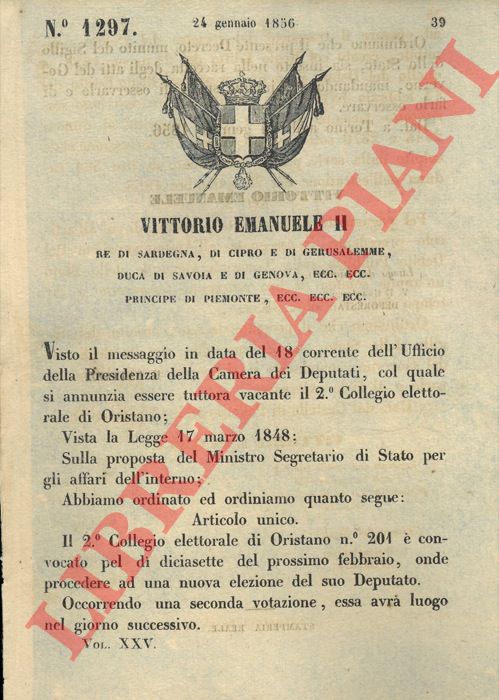 N.º 1297. 24 gennaio 1856 39
VITTORIO EMANUELE II
RE DI SARDEGNA, DI CIPRO E DI GERUSALEMME,
DUCA DI SAVOIA E DI GENOVA, ECC. ECC.
PRINCIPE DI PIEMONTE, ECC. ECC. ECC.
Visto il messaggio in data del 18 corrente dell'Ufficio
della Presidenza della Camera dei Deputati, col quale
si annunzia essere tuttora vacante il 2.º Collegio eletto-
rale di Oristano;
Vista la Legge 17 marzo 1848;
Sulla proposta del Ministro Segretario di Stato per
gli affari dell'interno;
Abbiamo ordinato ed ordiniamo quanto segue:
Articolo unico.
Il 2.º Collegio elettorale di Oristano n.º 201 è con-
vocato pel dì diciasette del prossimo febbraio, onde
procedere ad una nuova elezione del suo Deputato.
Occorrendo una seconda votazione, essa avrà luogo
nel giorno successivo.
VOL. XXV.
LIBRERIA PIANI